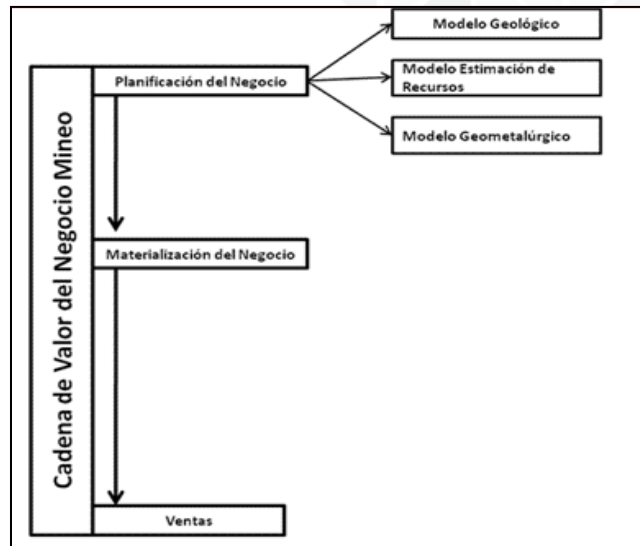 Cadena de Valor del Negocio Mineo
Planificación del Negocio
Modelo Geológico
Modelo Estimación de
Recursos
Modelo Geometalúrgico
Materialización del Negocio
Ventas